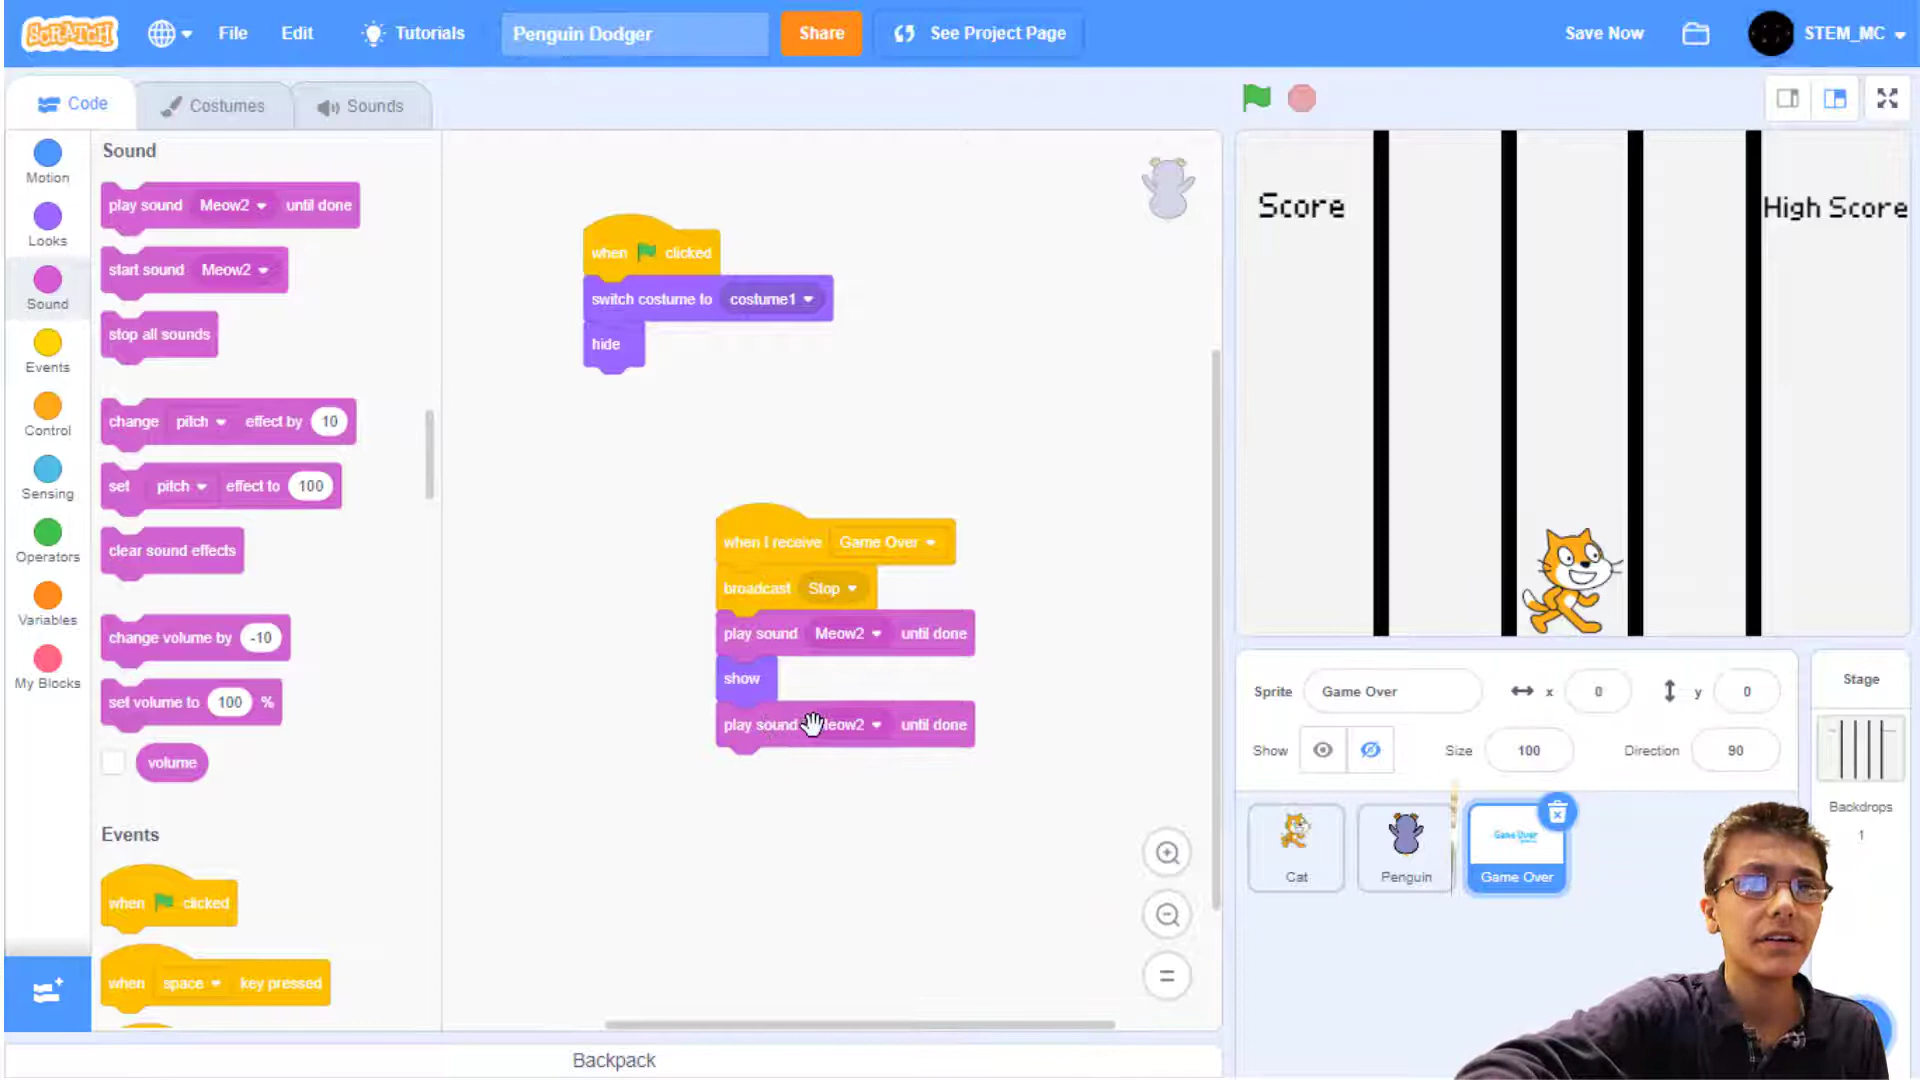 SCRATCH File Edit Tutorials Penguin Dodger Share See Project Page Save Now STEM_MC
Code Costumes Sounds
Motion
Looks
Sound
Events
Control
Sensing
Operators
Variables
My Blocks
Sound
play sound Meow2 until done
start sound Meow2
stop all sounds
change pitch effect by 10
set pitch effect to 100
clear sound effects
change volume by -10
set volume to 100 %
volume
Events
when clicked
when space key pressed
when clicked
switch costume to costume1
hide
when I receive Game Over
broadcast Stop
play sound Meow2 until done
show
play sound Meow2 until done
=
Backpack
Score High Score
Sprite Game Over x 0 y 0
Show Size 100 Direction 90
Cat
Penguin
Game Over
Game Over
Stage
Backdrops
1